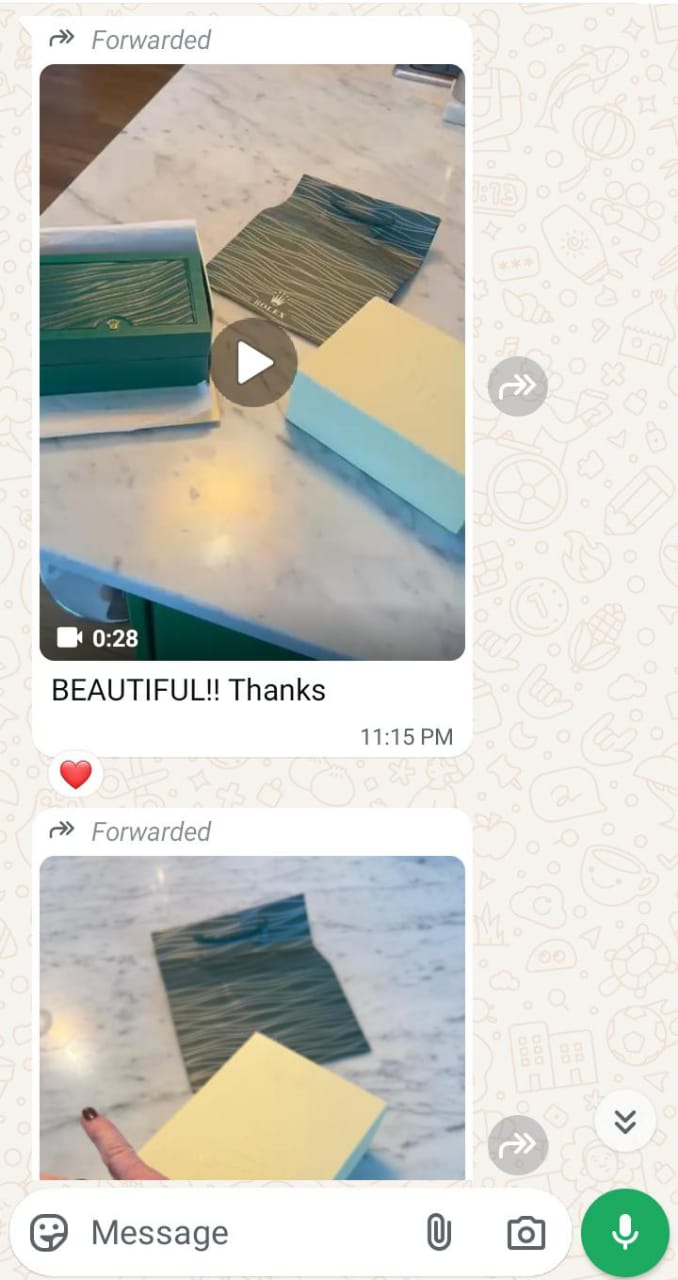 Forwarded
ROLEX
0:28
BEAUTIFUL!! Thanks
11:15 PM
Forwarded
Message